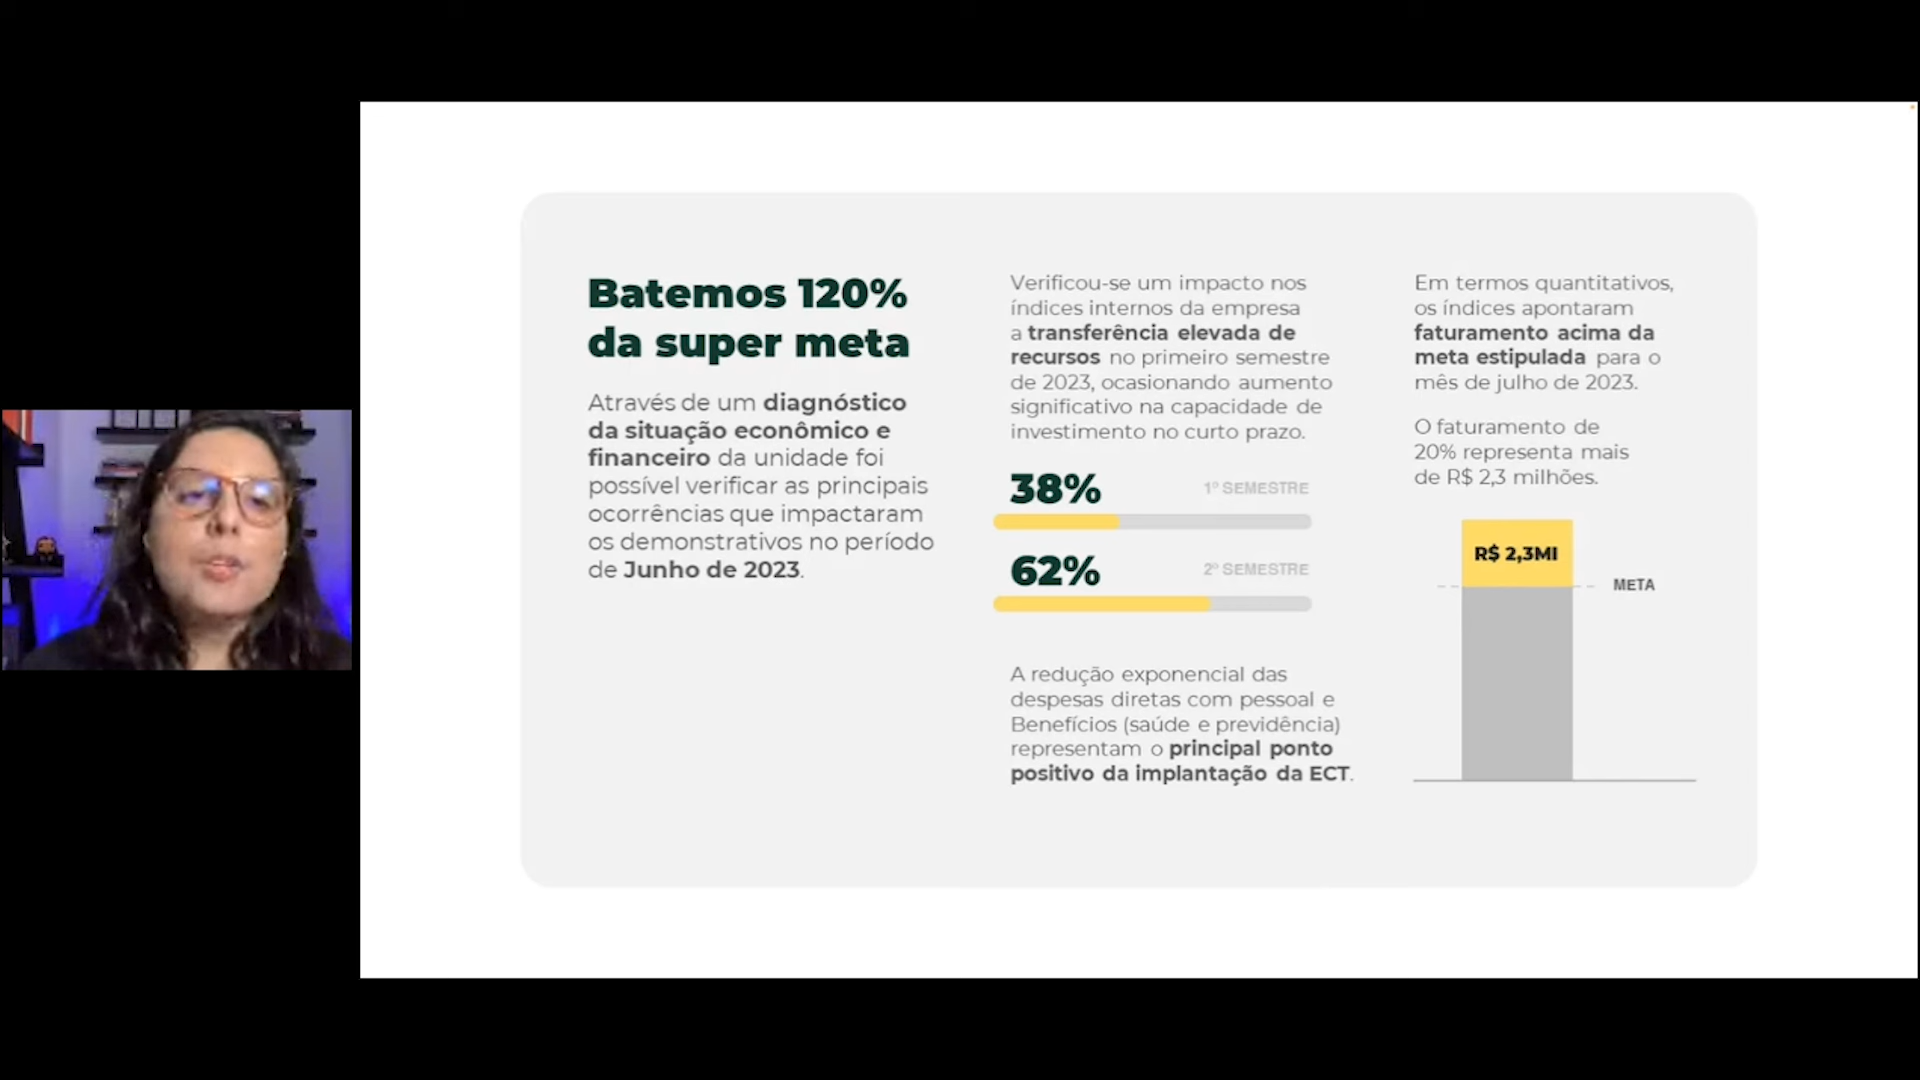 Batemos 120%
da super meta
Através de um diagnóstico
da situação econômico e
financeiro da unidade foi
possível verificar as principais
ocorrências que impactaram
os demonstrativos no período
de Junho de 2023.
Verificou-se um impacto nos
índices internos da empresa
a transferência elevada de
recursos no primeiro semestre
de 2023, ocasionando aumento
significativo na capacidade de
investimento no curto prazo.
38% 1º SEMESTRE
62% 2º SEMESTRE
A redução exponencial das
despesas diretas com pessoal e
Benefícios (saúde e previdência)
representam o principal ponto
positivo da implantação da ECT.
Em termos quantitativos,
os índices apontaram
faturamento acima da
meta estipulada para o
mês de julho de 2023.
O faturamento de
20% representa mais
de R$ 2,3 milhões.
R$ 2,3MI
META